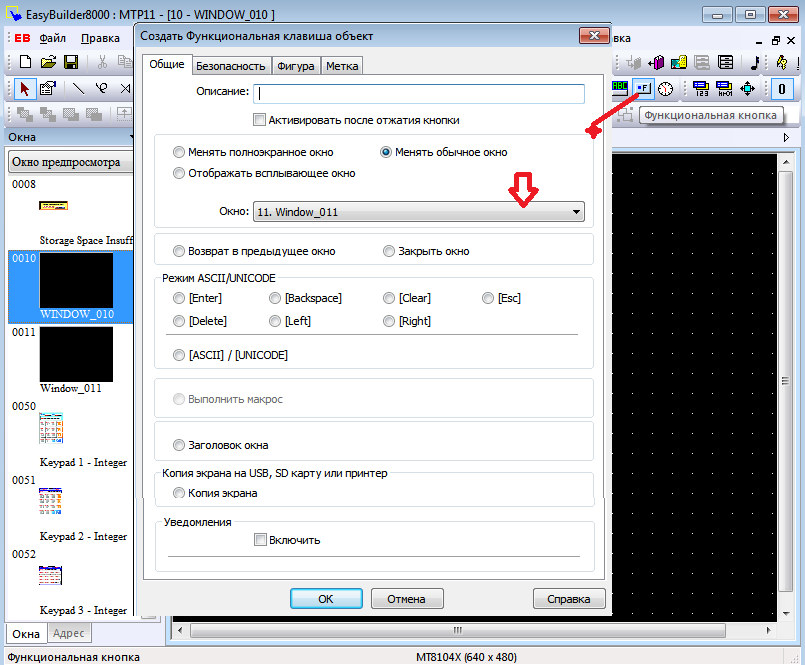 EasyBuilder8000 : MTP11 - [10 - WINDOW_010 ]
EB Файл Правка
вка
Функциональная кнопка
Окна
Окно предпросмотра
0008
Storage Space Insuff
0010
WINDOW_010
0011
Window_011
0050
Keypad 1 - Integer
0051
Keypad 2 - Integer
0052
Keypad 3 - Integer
Окна Адрес
Создать Функциональная клавиша объект
Общие Безопасность Фигура Метка
Описание:
Активировать после отжатия кнопки
Менять полноэкранное окно Менять обычное окно
Отображать всплывающее окно
Окно: 11. Window_011
Возврат в предыдущее окно Закрыть окно
Режим ASCII/UNICODE
[Enter] [Backspace] [Clear] [Esc]
[Delete] [Left] [Right]
[ASCII] / [UNICODE]
Выполнить макрос
Заголовок окна
Копия экрана на USB, SD карту или принтер
Копия экрана
Уведомления
Включить
OK Отмена Справка
Функциональная кнопка MT8104X (640 x 480)